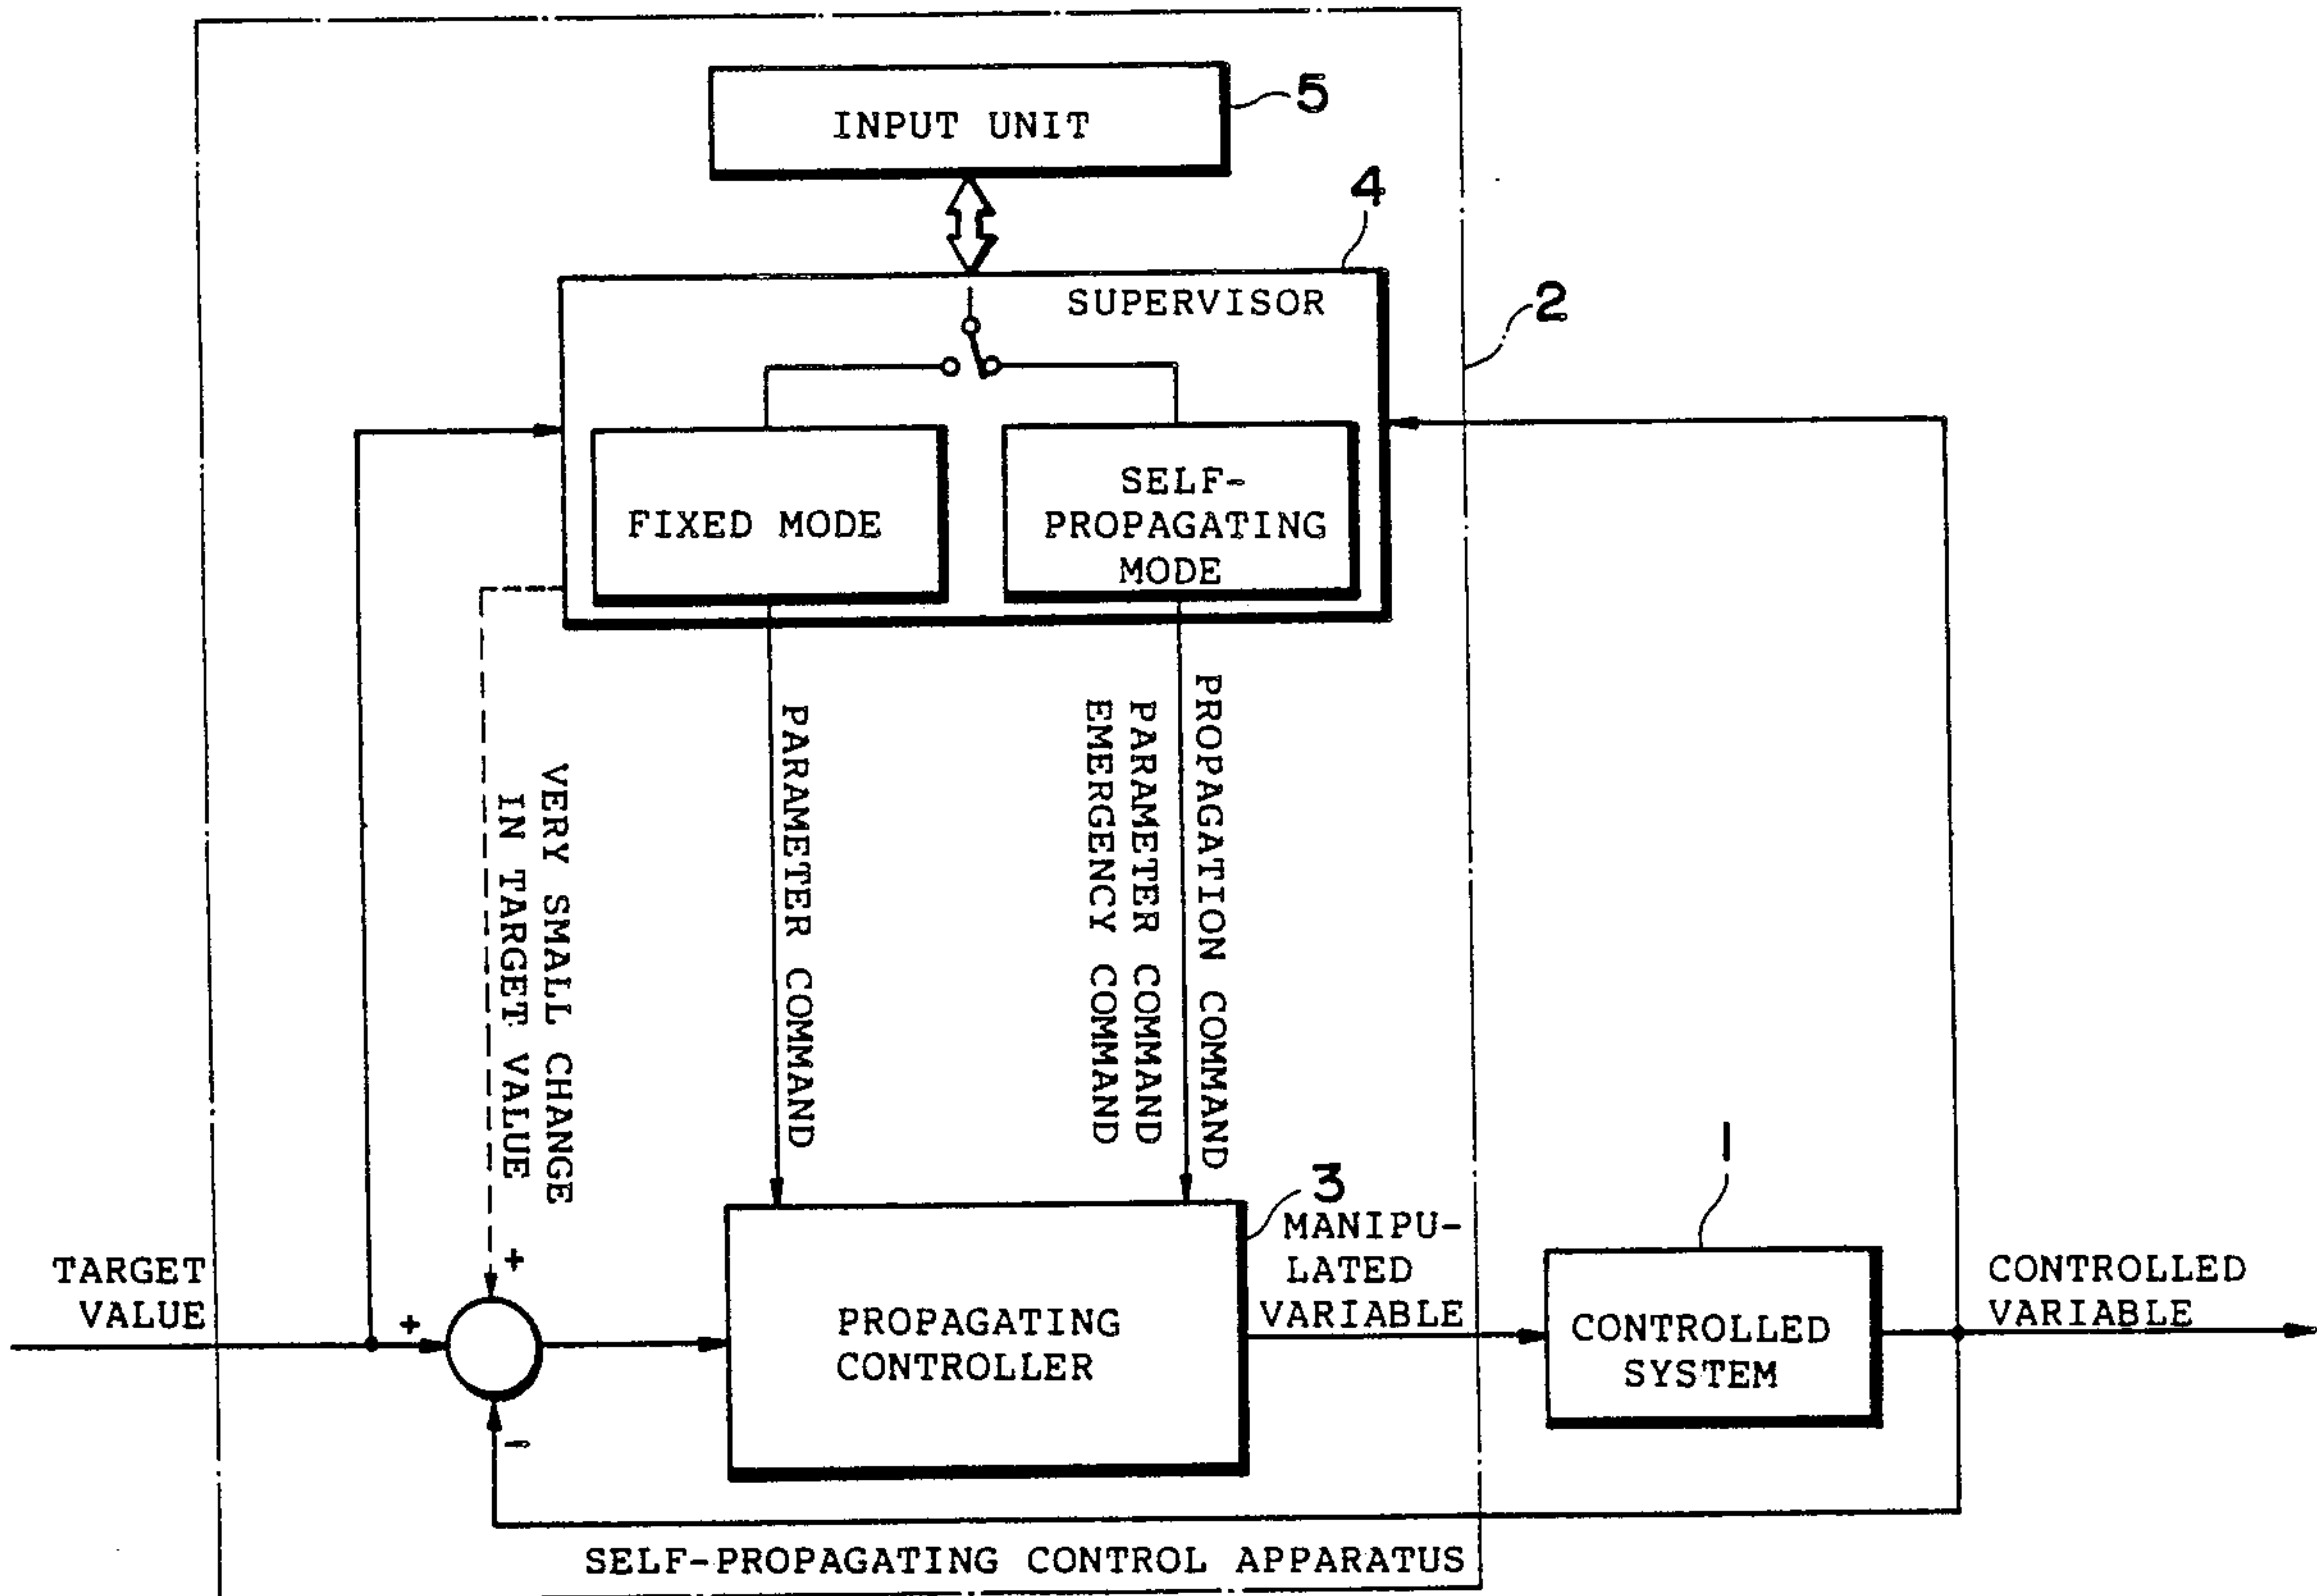 INPUT UNIT
5
4
SUPERVISOR
2
FIXED MODE
SELF-
PROPAGATING
MODE
VERY SMALL CHANGE
IN TARGET VALUE
PARAMETER COMMAND
PROPAGATION COMMAND
PARAMETER COMMAND
EMERGENCY COMMAND
1
3
MANIPU-
LATED
VARIABLE
TARGET
VALUE
+
+
-
PROPAGATING
CONTROLLER
CONTROLLED
SYSTEM
CONTROLLED
VARIABLE
SELF-PROPAGATING CONTROL APPARATUS